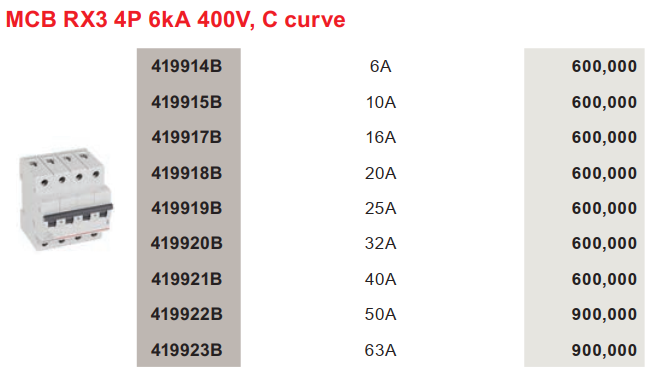 MCB RX3 4P 6kA 400V, C curve
419914B 6A 600,000
419915B 10A 600,000
419917B 16A 600,000
419918B 20A 600,000
419919B 25A 600,000
419920B 32A 600,000
419921B 40A 600,000
419922B 50A 900,000
419923B 63A 900,000